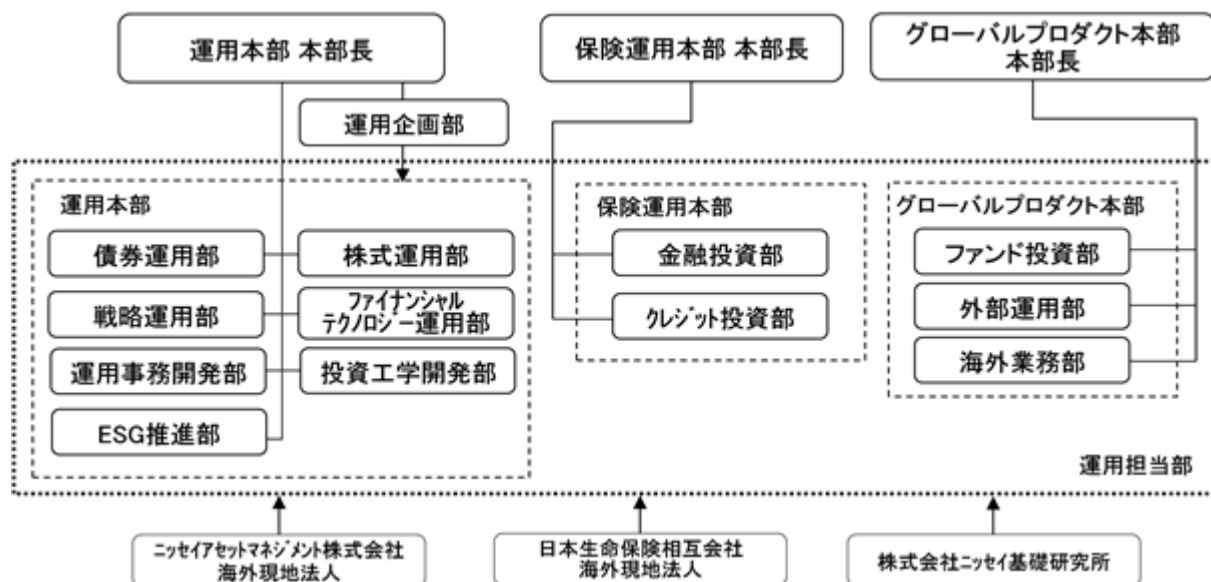 運用本部 本部長
保険運用本部 本部長
グローバルプロダクト本部
本部長
運用企画部
運用本部
債券運用部
株式運用部
戦略運用部
ファイナンシャル
テクノロジー運用部
運用事務開発部
投資工学開発部
ESG推進部
保険運用本部
金融投資部
クレジット投資部
グローバルプロダクト本部
ファンド投資部
外部運用部
海外業務部
運用担当部
ニッセイアセットマネジメント株式会社
海外現地法人
日本生命保険相互会社
海外現地法人
株式会社ニッセイ基礎研究所